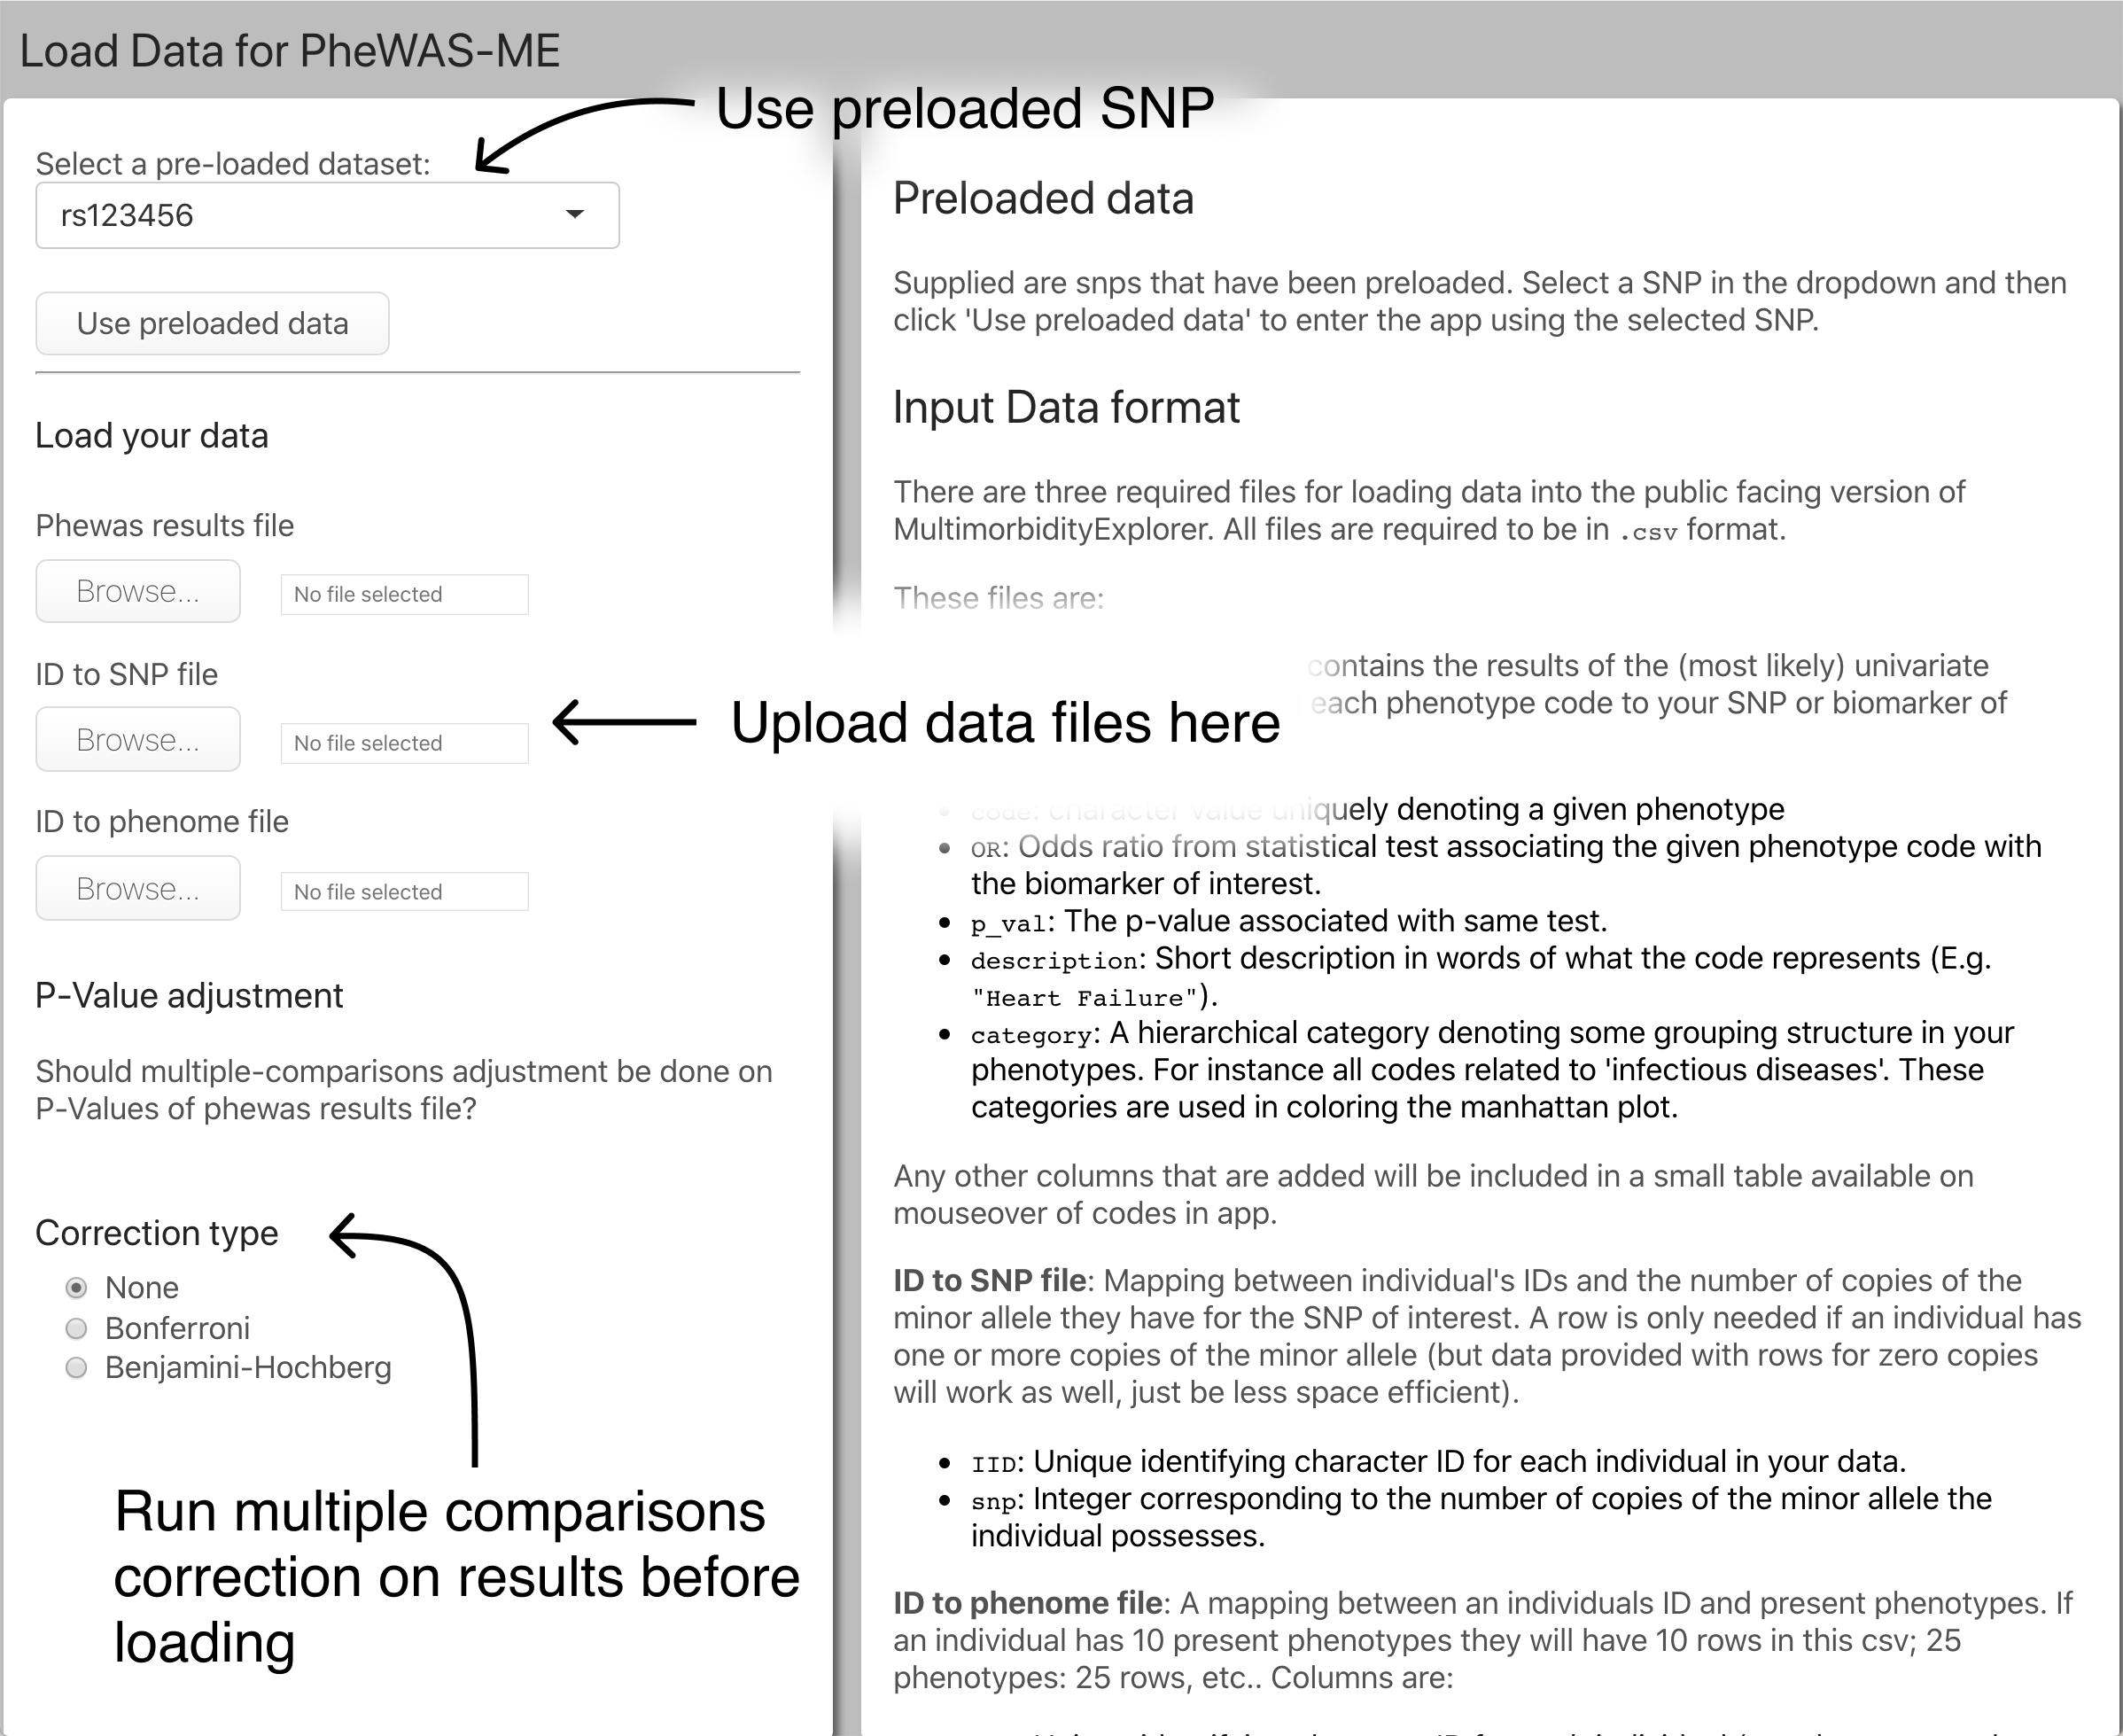 Load Data for PheWAS-ME
Use preloaded SNP
Select a pre-loaded dataset:
rs123456
Use preloaded data
Load your data
Phewas results file
Browse...
No file selected
ID to SNP file
Browse...
No file selected
Upload data files here
ID to phenome file
Browse...
No file selected
P-Value adjustment
Should multiple-comparisons adjustment be done on
P-Values of phewas results file?
Correction type
None
Bonferroni
Benjamini-Hochberg
Run multiple comparisons
correction on results before
loading
Preloaded data
Supplied are snps that have been preloaded. Select a SNP in the dropdown and then
click 'Use preloaded data' to enter the app using the selected SNP.
Input Data format
There are three required files for loading data into the public facing version of
MultimorbidityExplorer. All files are required to be in .csv format.
These files are:
contains the results of the (most likely) univariate
each phenotype code to your SNP or biomarker of
code: character value uniquely denoting a given phenotype
OR: Odds ratio from statistical test associating the given phenotype code with
the biomarker of interest.
p_val: The p-value associated with same test.
description: Short description in words of what the code represents (E.g.
"Heart Failure").
category: A hierarchical category denoting some grouping structure in your
phenotypes. For instance all codes related to 'infectious diseases'. These
categories are used in coloring the manhattan plot.
Any other columns that are added will be included in a small table available on
mouseover of codes in app.
ID to SNP file: Mapping between individual's IDs and the number of copies of the
minor allele they have for the SNP of interest. A row is only needed if an individual has
one or more copies of the minor allele (but data provided with rows for zero copies
will work as well, just be less space efficient).
IID: Unique identifying character ID for each individual in your data.
snp: Integer corresponding to the number of copies of the minor allele the
individual possesses.
ID to phenome file: A mapping between an individuals ID and present phenotypes. If
an individual has 10 present phenotypes they will have 10 rows in this csv; 25
phenotypes: 25 rows, etc.. Columns are: